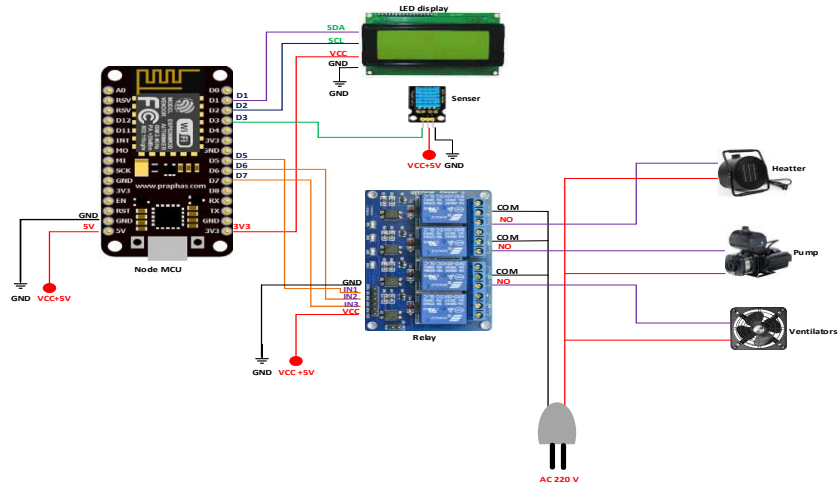 LED display
SDA
SCL
VCC
GND
GND
Senser
VCC+5V
GND
A0
RSV
RSV
D12
D11
INT
MO
MI
SCK
GND
3V3
EN
RST
GND
5V
D0
D1
D2
D3
D4
3V3
GND
D5
D6
D7
D8
RX
TX
GND
3V3
D1
D2
D3
D5
D6
D7
3V3
FC
WiFi
www.praphas.com
Node MCU
GND
5V
GND
VCC+5V
GND
IN1
IN2
IN3
VCC
GND
VCC +5V
Relay
COM
NO
COM
NO
COM
NO
Heatter
Pump
Ventilators
AC 220 V